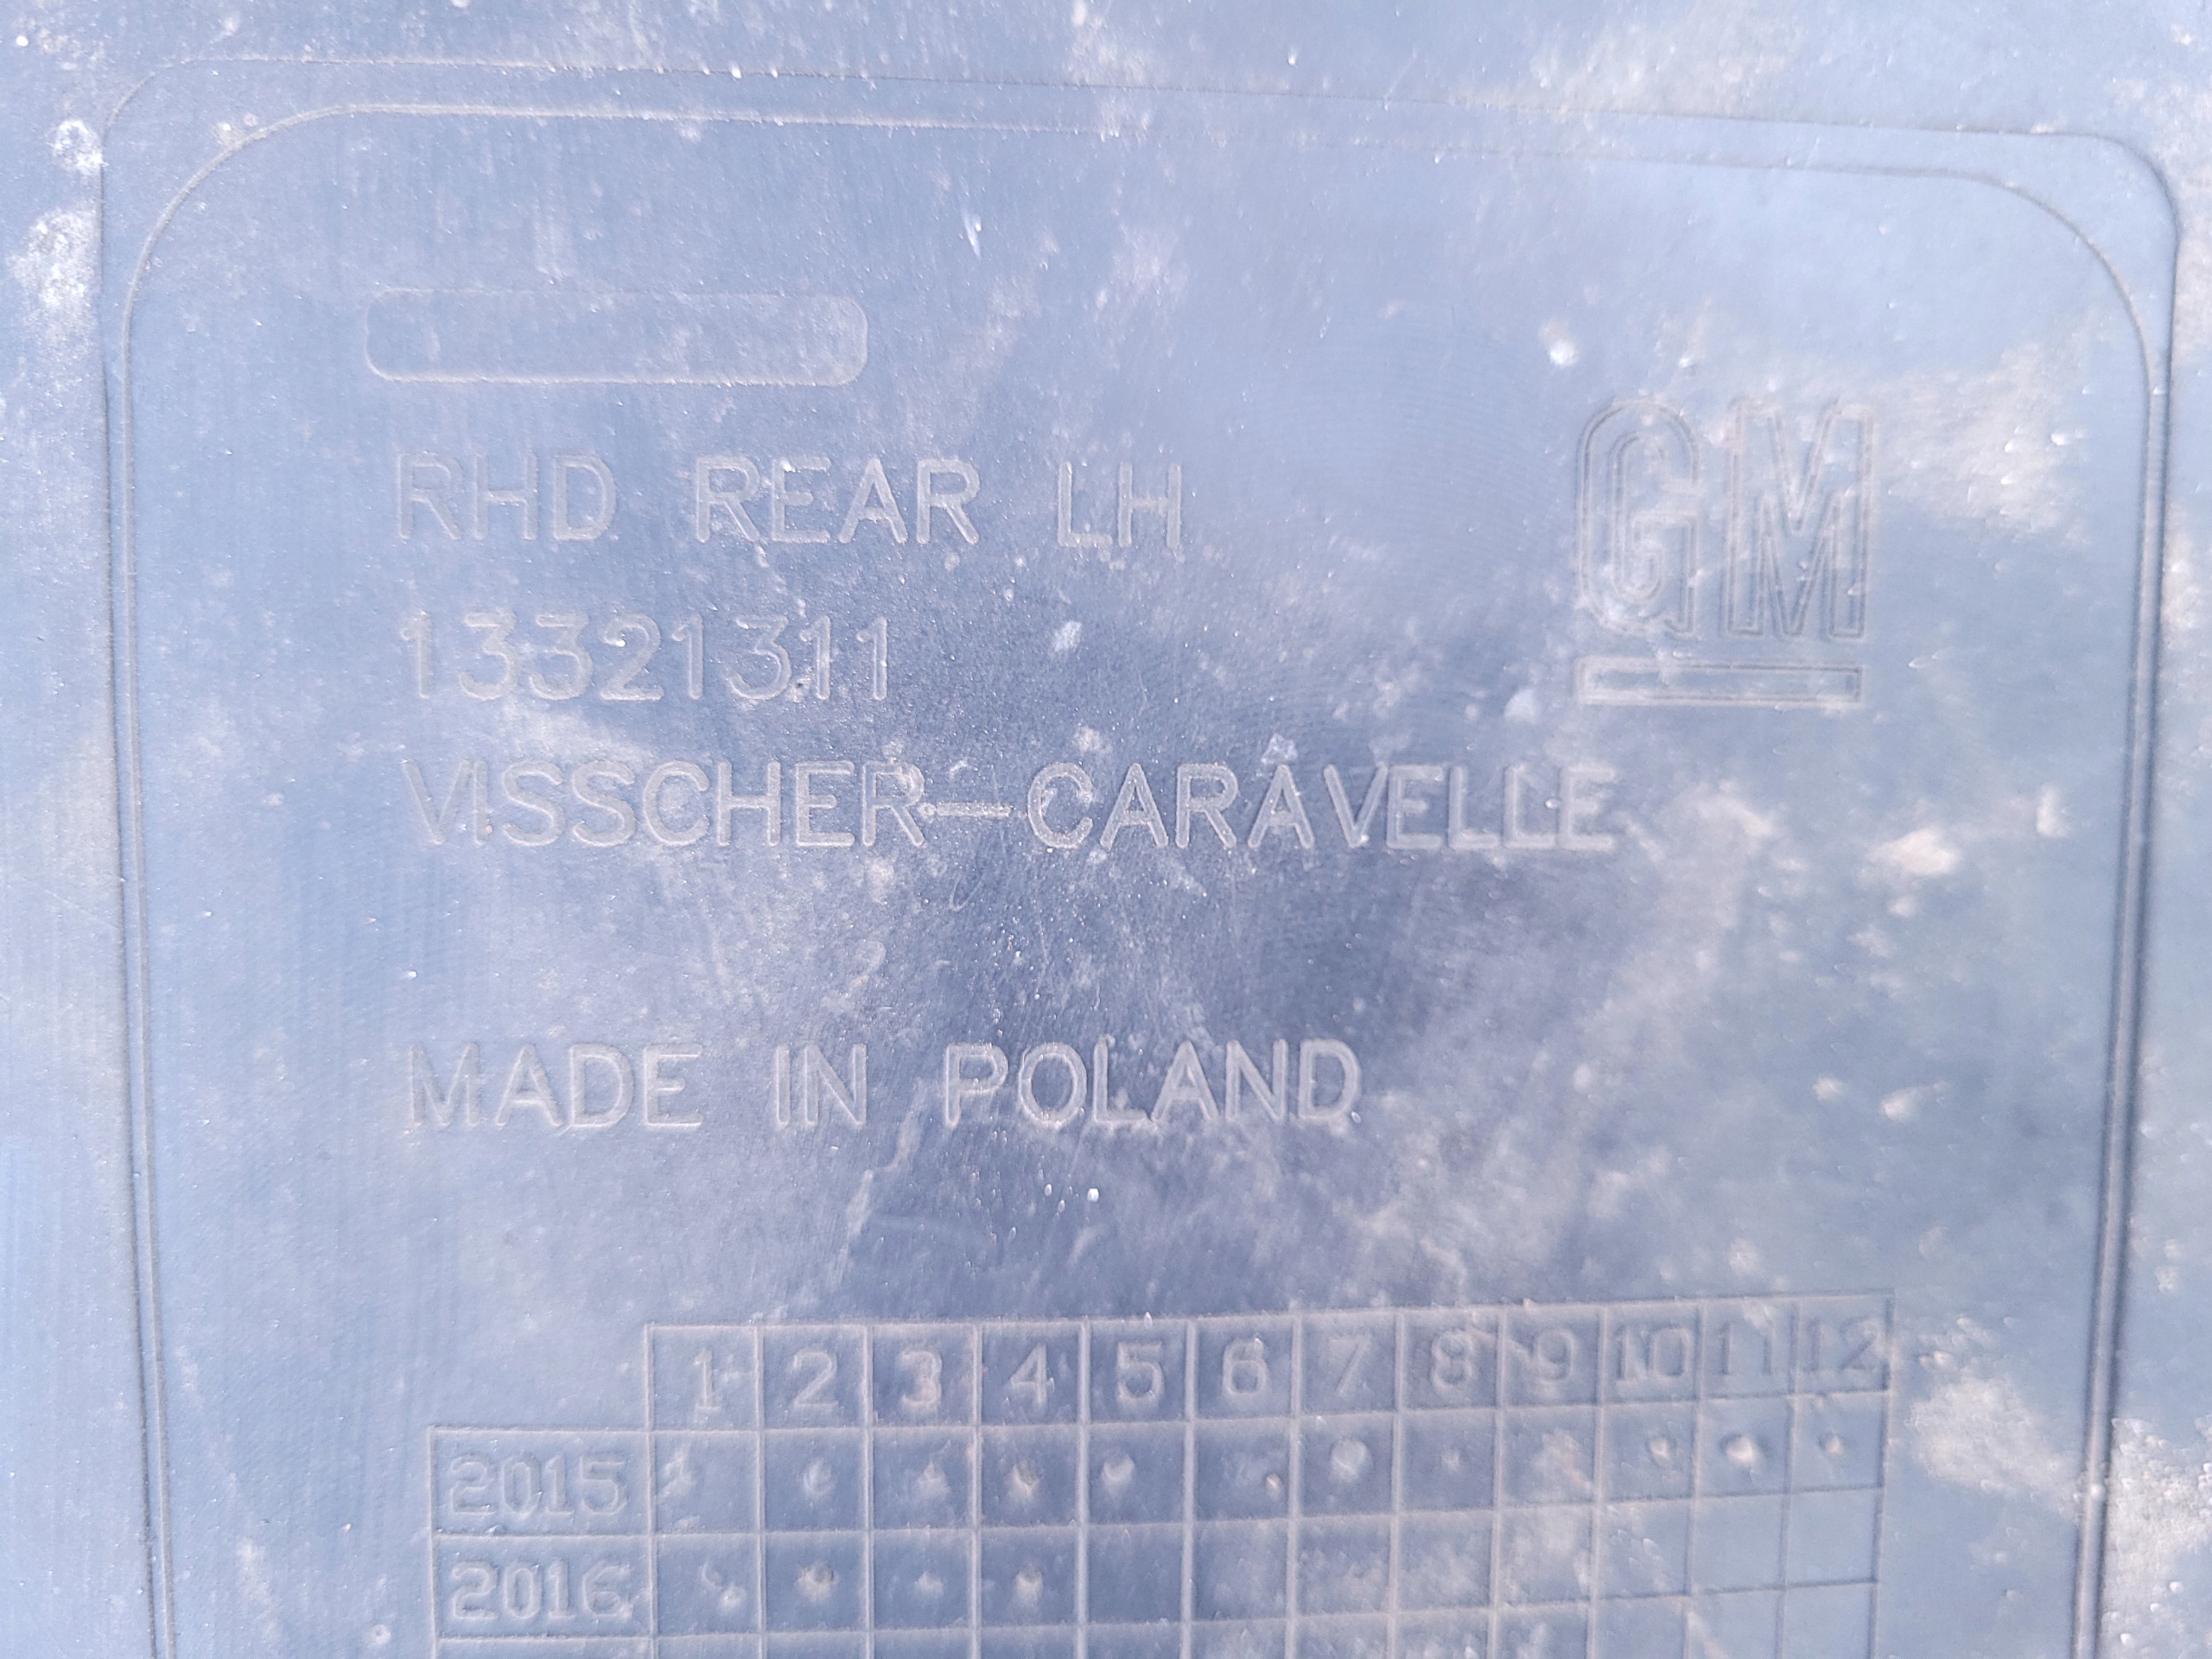 RHD REAR LH
GM
13321311
VISSCHER-CARAVELLE
MADE IN POLAND
1 2 3 4 5 6 7 8 9 10 11 12
2015
2016